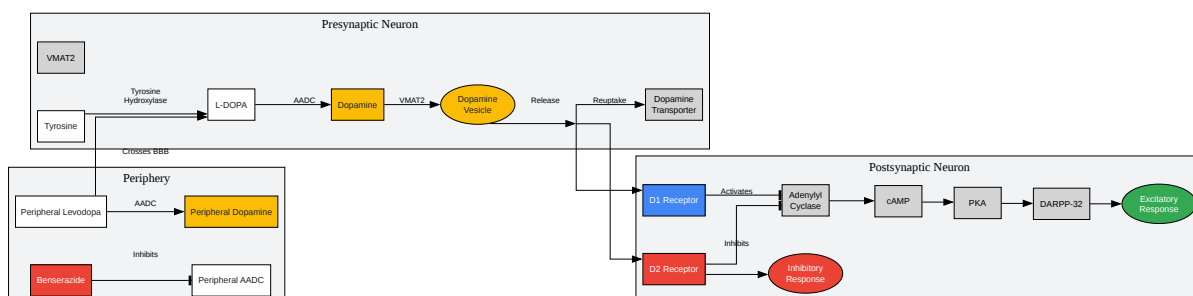 Presynaptic Neuron
VMAT2
Tyrosine
Hydroxylase
Tyrosine
L-DOPA
AADC
Dopamine
VMAT2
Dopamine
Vesicle
Release
Reuptake
Dopamine
Transporter
Crosses BBB
Periphery
Peripheral Levodopa
AADC
Peripheral Dopamine
Inhibits
Benserazide
Peripheral AADC
Postsynaptic Neuron
D1 Receptor
Activates
Adenylyl
Cyclase
cAMP
PKA
DARPP-32
Excitatory
Response
Inhibits
D2 Receptor
Inhibitory
Response